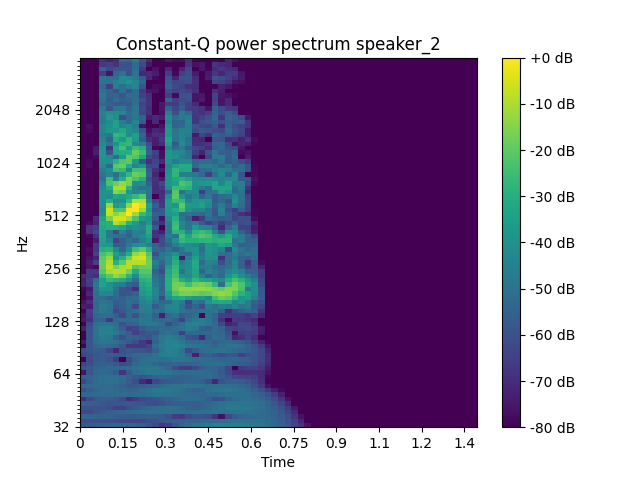 Constant-Q power spectrum speaker_2
+0 dB
2048
-10 dB
1024
-20 dB
512
-30 dB
Hz
-40 dB
256
-50 dB
128
-60 dB
64
-70 dB
32
-80 dB
0 0.15 0.3 0.45 0.6 0.75 0.9 1.1 1.2 1.4
Time